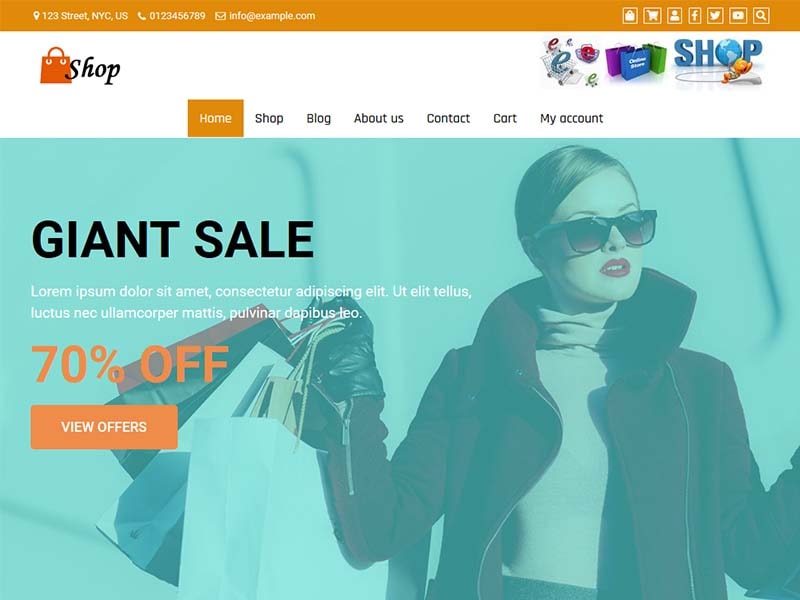 123 Street, NYC, US 0123456789 info@example.com
Shop
Online Store
SHOP
Home Shop Blog About us Contact Cart My account
GIANT SALE
Lorem ipsum dolor sit amet, consectetur adipiscing elit. Ut elit tellus,
luctus nec ullamcorper mattis, pulvinar dapibus leo.
70% OFF
VIEW OFFERS